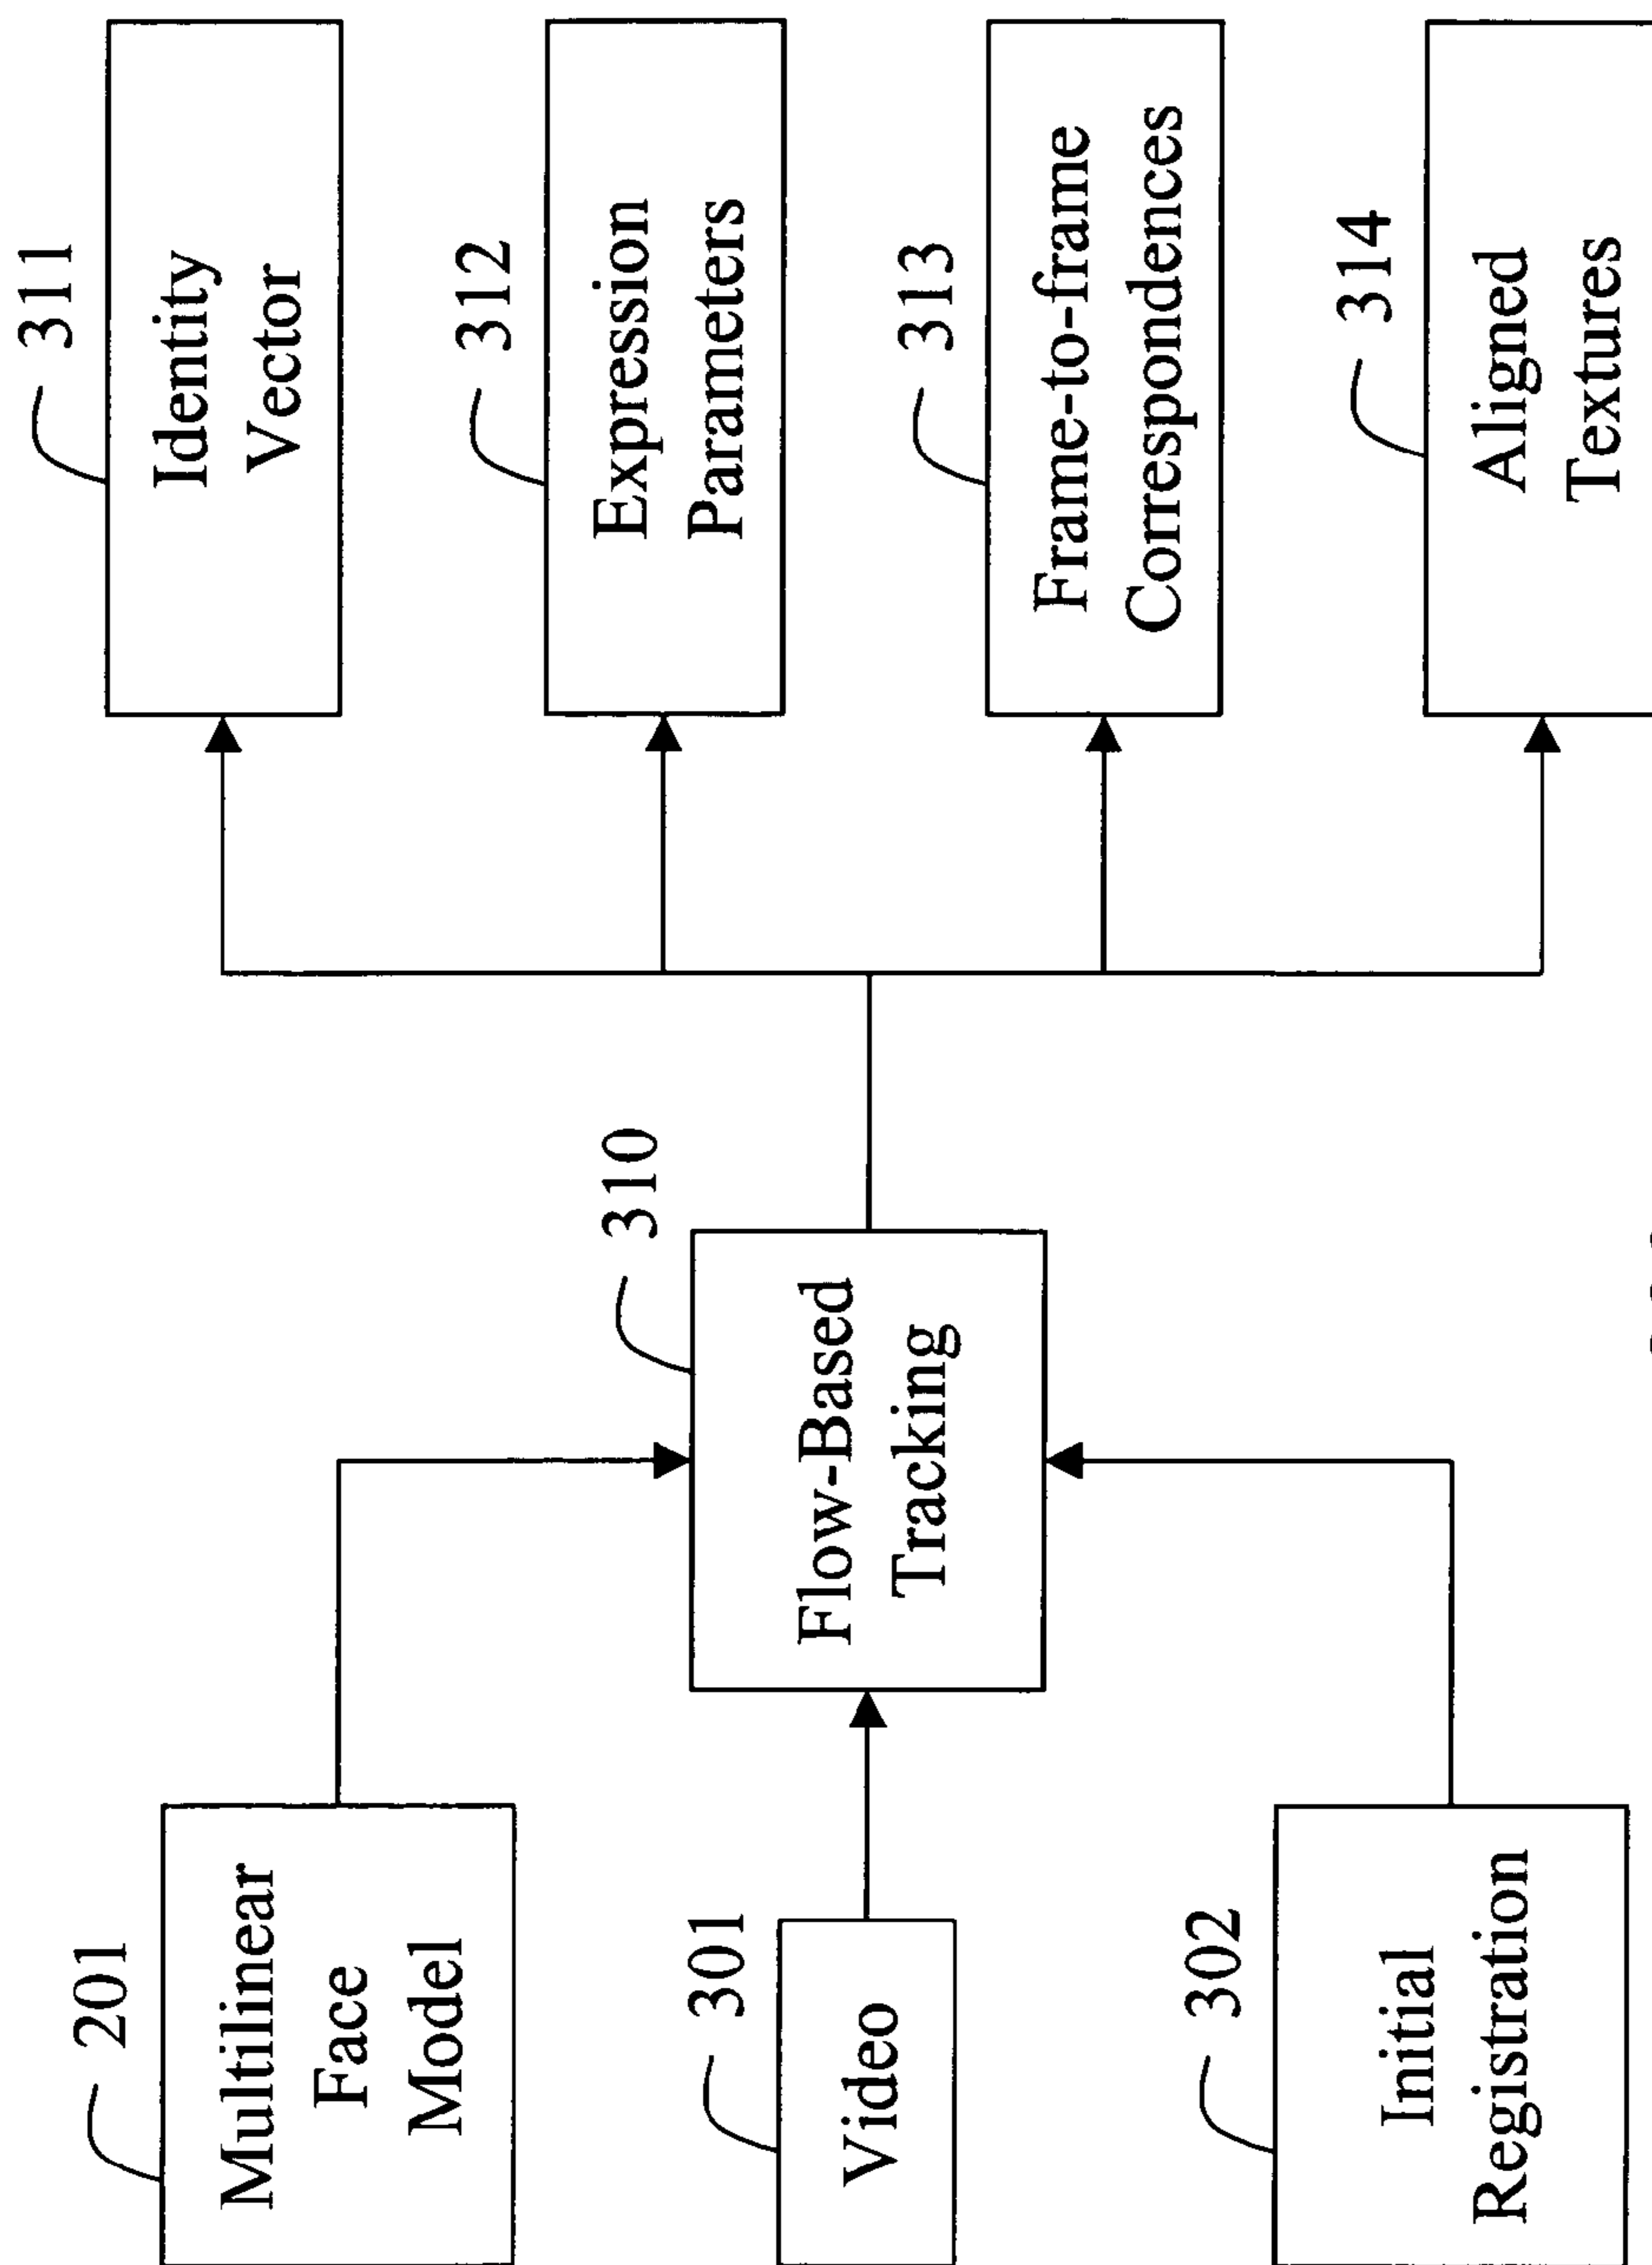 201
Multilinear
Face
Model
301
Video
302
Initial
Registration
310
Flow-Based
Tracking
311
Identity
Vector
312
Expression
Parameters
313
Frame-to-frame
Correspondences
314
Aligned
Textures